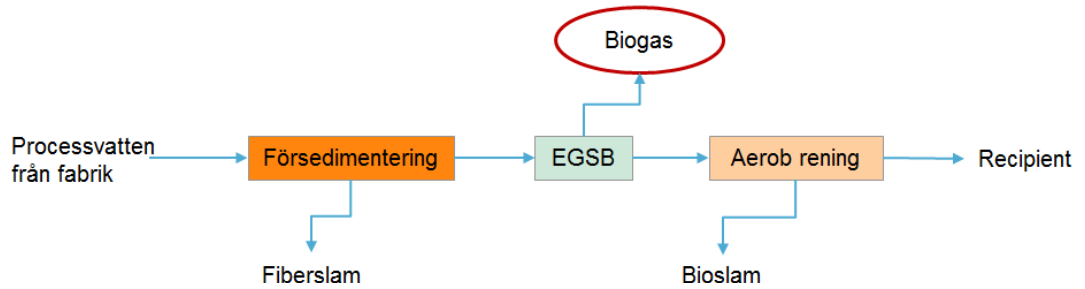 Biogas
Processvatten
från fabrik
Försedimentering
EGSB
Aerob rening
Recipient
Fiberslam
Bioslam